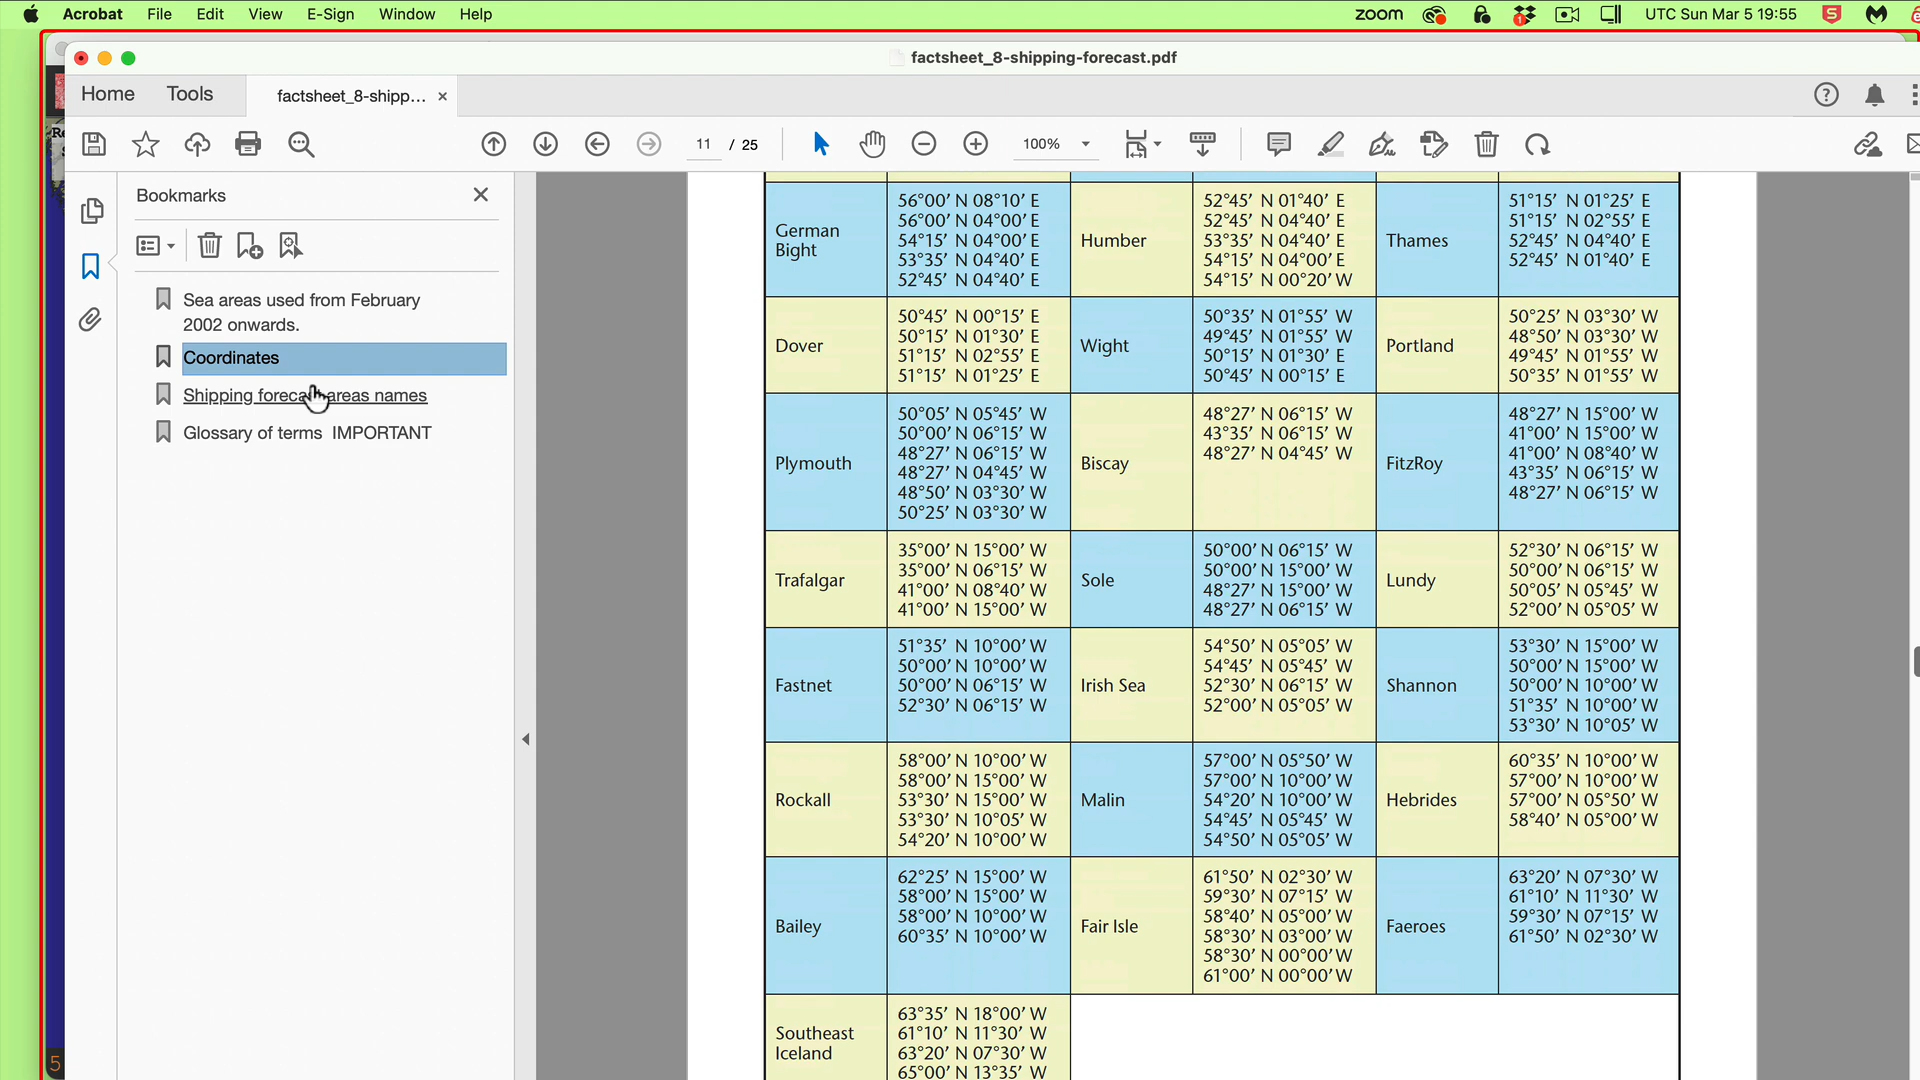 Acrobat File Edit View E-Sign Window Help
zoom 1 UTC Sun Mar 5 19:55 S
factsheet_8-shipping-forecast.pdf
Home Tools factsheet_8-shipp... ×
11 / 25 100%
Bookmarks
Sea areas used from February
2002 onwards.
Coordinates
Shipping foreca areas names
Glossary of terms IMPORTANT
German
Bight
56°00′ N 08°10′ E
56°00′ N 04°00′ E
54°15′ N 04°00′ E
53°35′ N 04°40′ E
52°45′ N 04°40′ E
Humber
52°45′ N 01°40′ E
52°45′ N 04°40′ E
53°35′ N 04°40′ E
54°15′ N 04°00′ E
54°15′ N 00°20′ W
Thames
51°15′ N 01°25′ E
51°15′ N 02°55′ E
52°45′ N 04°40′ E
52°45′ N 01°40′ E
Dover
50°45′ N 00°15′ E
50°15′ N 01°30′ E
51°15′ N 02°55′ E
51°15′ N 01°25′ E
Wight
50°35′ N 01°55′ W
49°45′ N 01°55′ W
50°15′ N 01°30′ E
50°45′ N 00°15′ E
Portland
50°25′ N 03°30′ W
48°50′ N 03°30′ W
49°45′ N 01°55′ W
50°35′ N 01°55′ W
Plymouth
50°05′ N 05°45′ W
50°00′ N 06°15′ W
48°27′ N 06°15′ W
48°27′ N 04°45′ W
48°50′ N 03°30′ W
50°25′ N 03°30′ W
Biscay
48°27′ N 06°15′ W
43°35′ N 06°15′ W
48°27′ N 04°45′ W
FitzRoy
48°27′ N 15°00′ W
41°00′ N 15°00′ W
41°00′ N 08°40′ W
43°35′ N 06°15′ W
48°27′ N 06°15′ W
Trafalgar
35°00′ N 15°00′ W
35°00′ N 06°15′ W
41°00′ N 08°40′ W
41°00′ N 15°00′ W
Sole
50°00′ N 06°15′ W
50°00′ N 15°00′ W
48°27′ N 15°00′ W
48°27′ N 06°15′ W
Lundy
52°30′ N 06°15′ W
50°00′ N 06°15′ W
50°05′ N 05°45′ W
52°00′ N 05°05′ W
Fastnet
51°35′ N 10°00′ W
50°00′ N 10°00′ W
50°00′ N 06°15′ W
52°30′ N 06°15′ W
Irish Sea
54°50′ N 05°05′ W
54°45′ N 05°45′ W
52°30′ N 06°15′ W
52°00′ N 05°05′ W
Shannon
53°30′ N 15°00′ W
50°00′ N 15°00′ W
50°00′ N 10°00′ W
51°35′ N 10°00′ W
53°30′ N 10°05′ W
Rockall
58°00′ N 10°00′ W
58°00′ N 15°00′ W
53°30′ N 15°00′ W
53°30′ N 10°05′ W
54°20′ N 10°00′ W
Malin
57°00′ N 05°50′ W
57°00′ N 10°00′ W
54°20′ N 10°00′ W
54°45′ N 05°45′ W
54°50′ N 05°05′ W
Hebrides
60°35′ N 10°00′ W
57°00′ N 10°00′ W
57°00′ N 05°50′ W
58°40′ N 05°00′ W
Bailey
62°25′ N 15°00′ W
58°00′ N 15°00′ W
58°00′ N 10°00′ W
60°35′ N 10°00′ W
Fair Isle
61°50′ N 02°30′ W
59°30′ N 07°15′ W
58°40′ N 05°00′ W
58°30′ N 03°00′ W
58°30′ N 00°00′ W
61°00′ N 00°00′ W
Faeroes
63°20′ N 07°30′ W
61°10′ N 11°30′ W
59°30′ N 07°15′ W
61°50′ N 02°30′ W
Southeast
Iceland
63°35′ N 18°00′ W
61°10′ N 11°30′ W
63°20′ N 07°30′ W
65°00′ N 13°35′ W
5